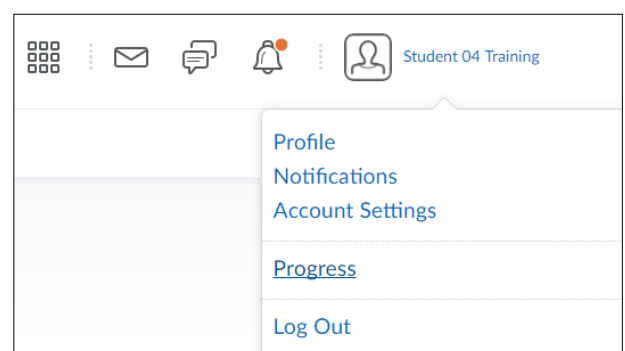 Student 04 Training
Profile
Notifications
Account Settings
Progress
Log Out